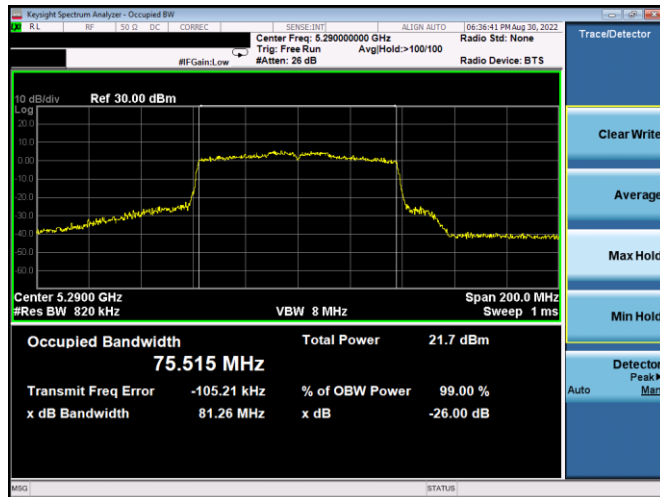 Keysight Spectrum Analyzer - Occupied BW
RL RF 50 Ω DC CORREC SENSE:INT ALIGN AUTO 06:36:41 PM Aug 30, 2022
Center Freq: 5.290000000 GHz Radio Std: None
Trig: Free Run Avg|Hold:>100/100
#IFGain:Low #Atten: 26 dB Radio Device: BTS
Trace/Detector
10 dB/div Ref 30.00 dBm
Log
20.0
10.0
0.00
-10.0
-20.0
-30.0
-40.0
-50.0
-60.0
Center 5.2900 GHz Span 200.0 MHz
#Res BW 820 kHz VBW 8 MHz Sweep 1 ms
Occupied Bandwidth Total Power 21.7 dBm
75.515 MHz
Transmit Freq Error -105.21 kHz % of OBW Power 99.00 %
x dB Bandwidth 81.26 MHz x dB -26.00 dB
Clear Write
Average
Max Hold
Min Hold
Detector
Peak
Auto Man
MSG STATUS